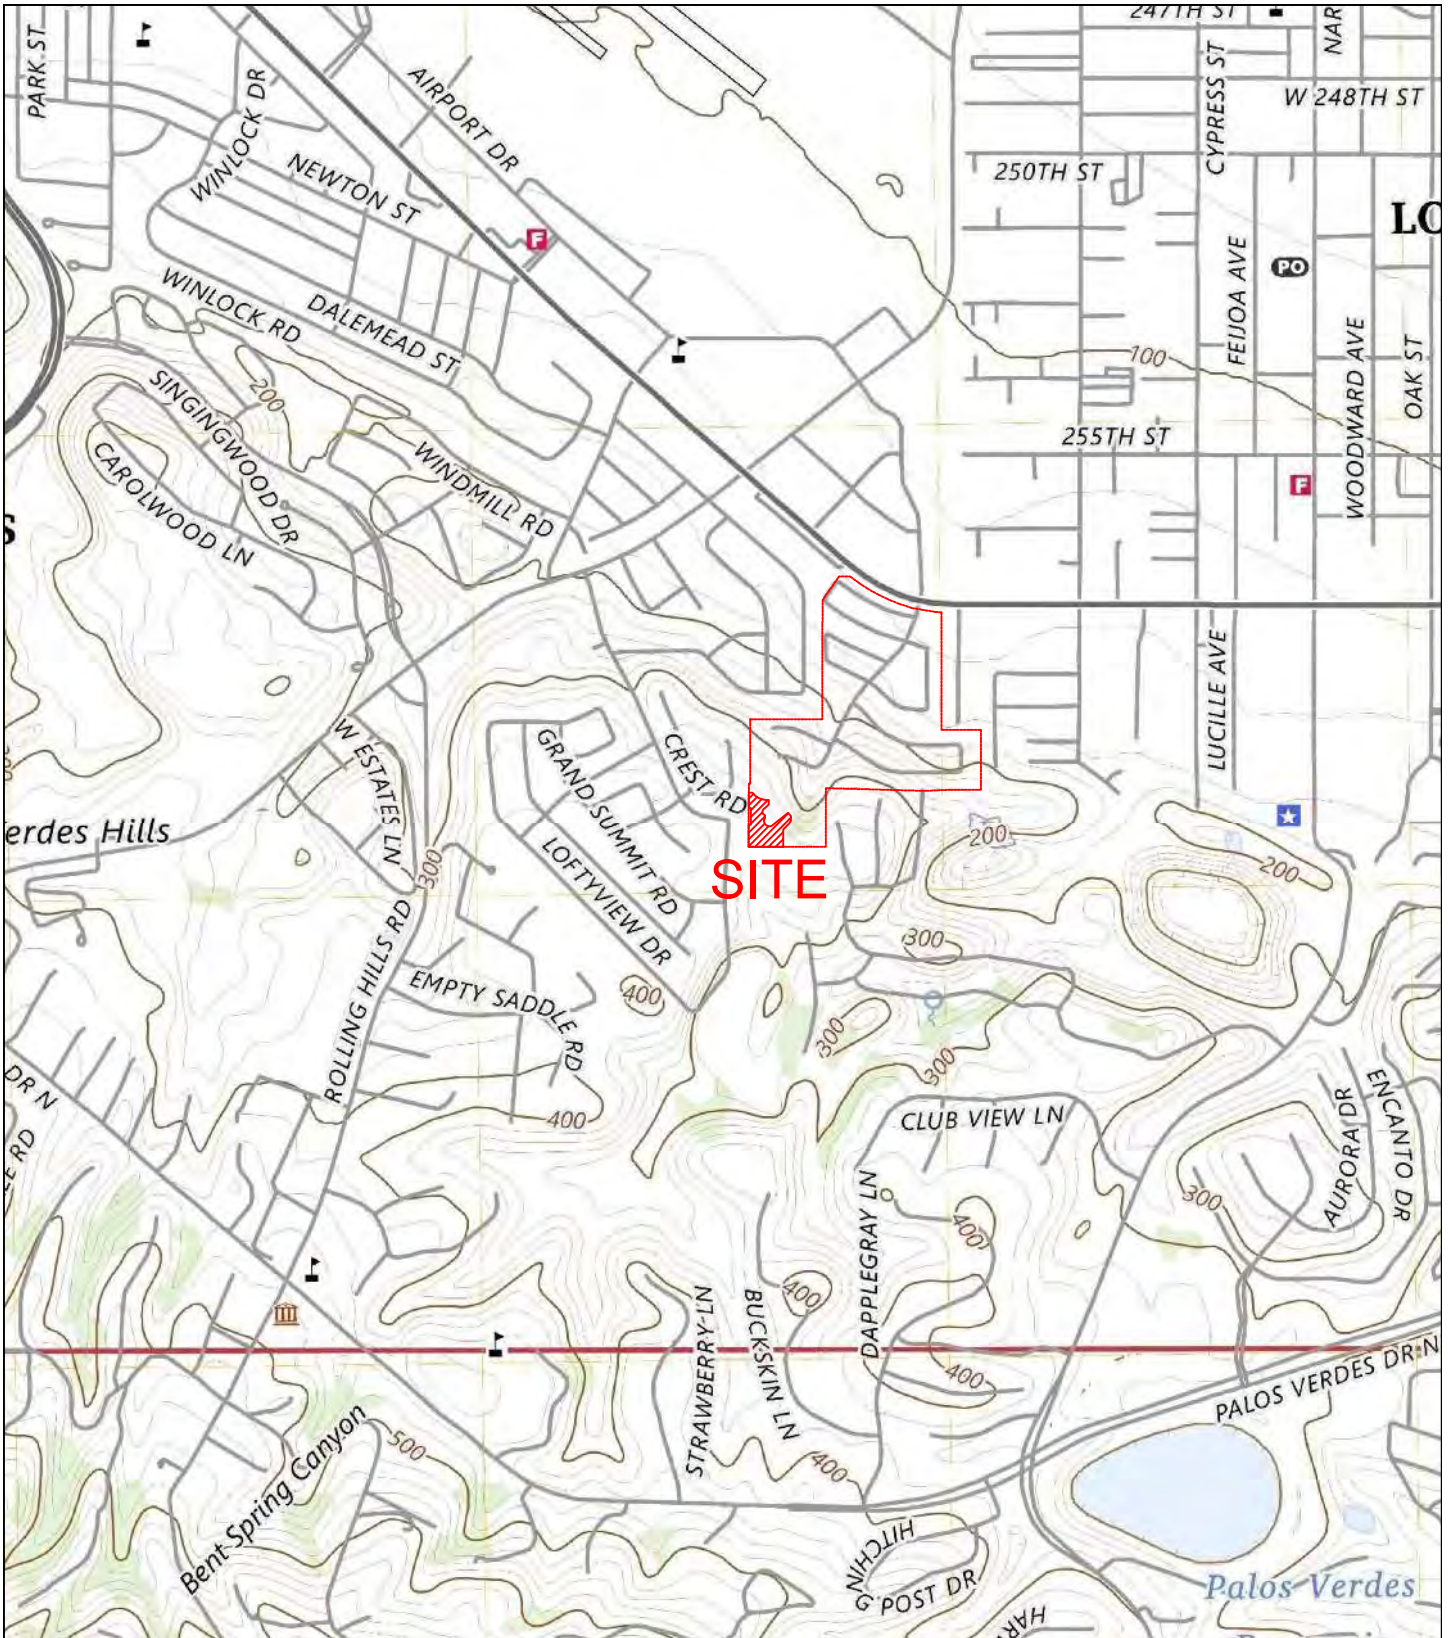 247TH ST
PARK ST
NAR
CYPRESS ST
AIRPORT DR
W 248TH ST
WINLOCK DR
NEWTON ST
250TH ST
LO
F
FEIJOA AVE
PO
WINLOCK RD
DALEMEAD ST
100
WOODWARD AVE
OAK ST
200
SINGINGWOOD DR
255TH ST
CAROLWOOD LN
WINDMILL RD
F
S
LUCILLE AVE
W ESTATES LN
GRAND SUMMIT RD
CREST RD
erdes Hills
200
200
300
LOFTYVIEW DR
SITE
300
ROLLING HILLS RD
EMPTY SADDLE RD
400
300
300
DR N
400
CLUB VIEW LN
AURORA DR
ENCANTO DR
LE RD
DAPPLEGRAY LN
300
400
400
STRAWBERRY LN
BUCKSKIN LN
400
PALOS VERDES DR N
Bent Spring Canyon
500
400
HITCHING POST DR
Palos Verdes
HAR